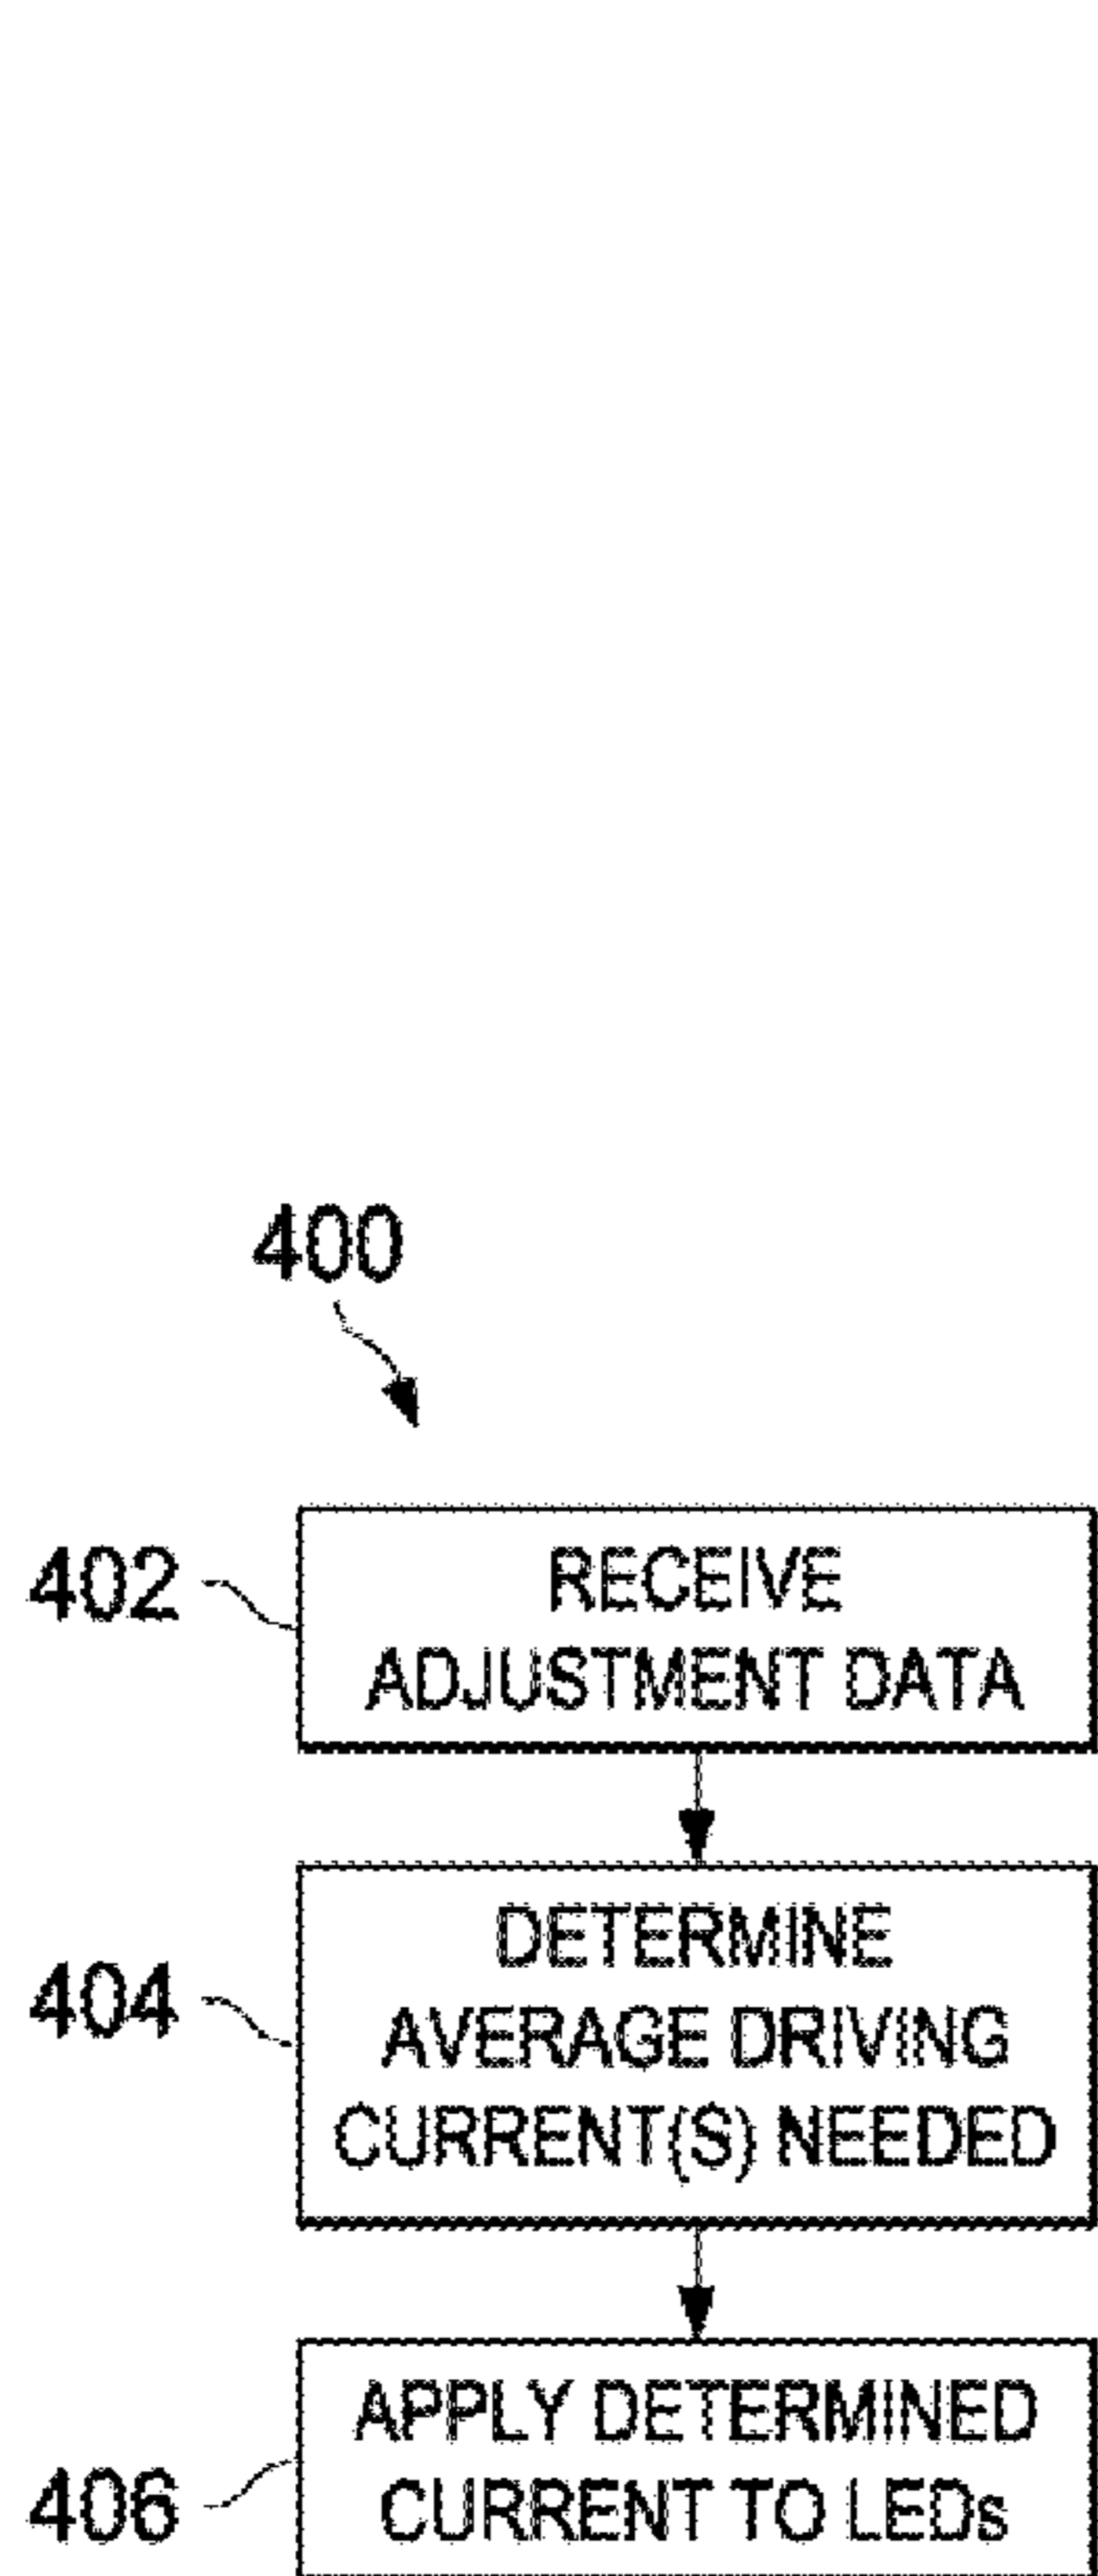 400
402
RECEIVE
ADJUSTMENT DATA
404
DETERMINE
AVERAGE DRIVING
CURRENT(S) NEEDED
406
APPLY DETERMINED
CURRENT TO LEDs